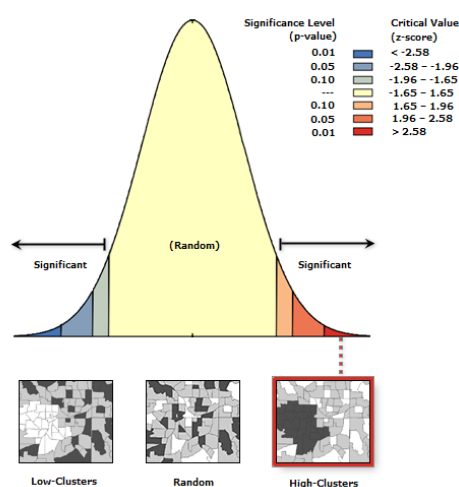 Significance Level Critical Value
(p-value) (z-score)
0.01 < -2.58
0.05 -2.58 – -1.96
0.10 -1.96 – -1.65
--- -1.65 – 1.65
0.10 1.65 – 1.96
0.05 1.96 – 2.58
0.01 > 2.58
(Random)
Significant Significant
Low-Clusters Random High-Clusters